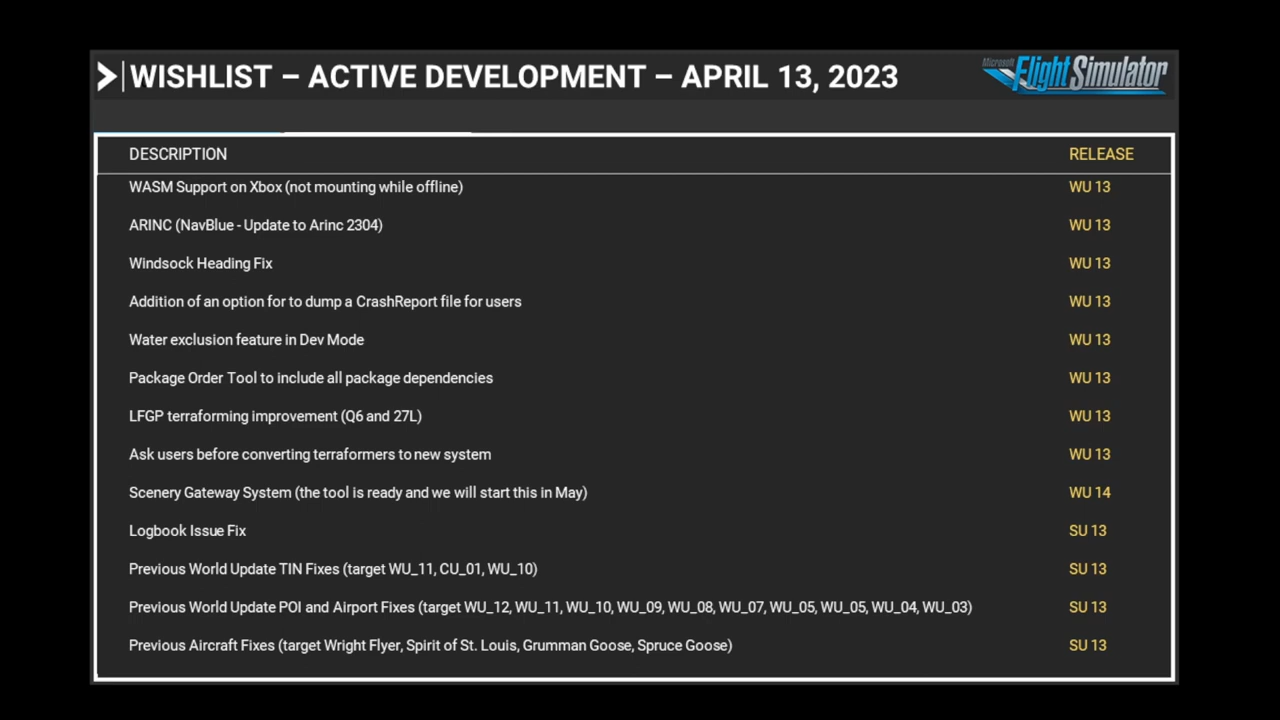 WISHLIST – ACTIVE DEVELOPMENT – APRIL 13, 2023
Microsoft Flight Simulator
DESCRIPTION RELEASE
WASM Support on Xbox (not mounting while offline) WU 13
ARINC (NavBlue - Update to Arinc 2304) WU 13
Windsock Heading Fix WU 13
Addition of an option for to dump a CrashReport file for users WU 13
Water exclusion feature in Dev Mode WU 13
Package Order Tool to include all package dependencies WU 13
LFGP terraforming improvement (Q6 and 27L) WU 13
Ask users before converting terraformers to new system WU 13
Scenery Gateway System (the tool is ready and we will start this in May) WU 14
Logbook Issue Fix SU 13
Previous World Update TIN Fixes (target WU_11, CU_01, WU_10) SU 13
Previous World Update POI and Airport Fixes (target WU_12, WU_11, WU_10, WU_09, WU_08, WU_07, WU_05, WU_05, WU_04, WU_03) SU 13
Previous Aircraft Fixes (target Wright Flyer, Spirit of St. Louis, Grumman Goose, Spruce Goose) SU 13